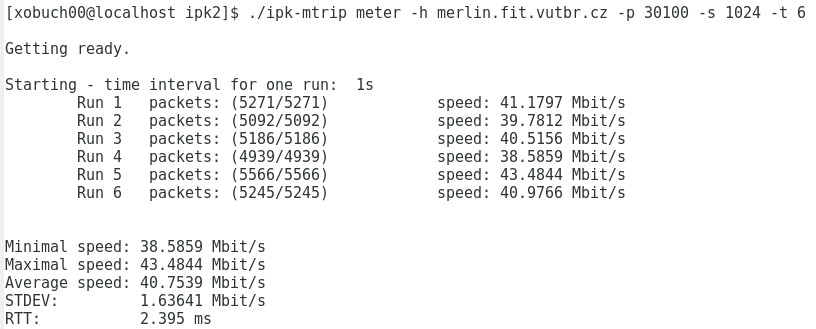 [xobuch00@localhost ipk2]$ ./ipk-mtrip meter -h merlin.fit.vutbr.cz -p 30100 -s 1024 -t 6
Getting ready.
Starting - time interval for one run:  1s
Run 1   packets: (5271/5271)            speed: 41.1797 Mbit/s
Run 2   packets: (5092/5092)            speed: 39.7812 Mbit/s
Run 3   packets: (5186/5186)            speed: 40.5156 Mbit/s
Run 4   packets: (4939/4939)            speed: 38.5859 Mbit/s
Run 5   packets: (5566/5566)            speed: 43.4844 Mbit/s
Run 6   packets: (5245/5245)            speed: 40.9766 Mbit/s
Minimal speed: 38.5859 Mbit/s
Maximal speed: 43.4844 Mbit/s
Average speed: 40.7539 Mbit/s
STDEV:         1.63641 Mbit/s
RTT:           2.395 ms